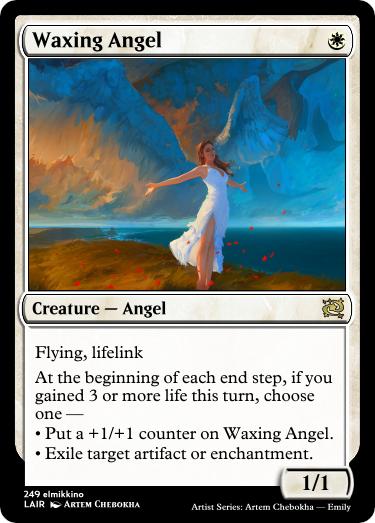 Waxing Angel
Creature — Angel
Flying, lifelink
At the beginning of each end step, if you
gained 3 or more life this turn, choose
one —
• Put a +1/+1 counter on Waxing Angel.
• Exile target artifact or enchantment.
1/1
249 elmikkino
LAIR Artem Chebokha
Artist Series: Artem Chebokha — Emily